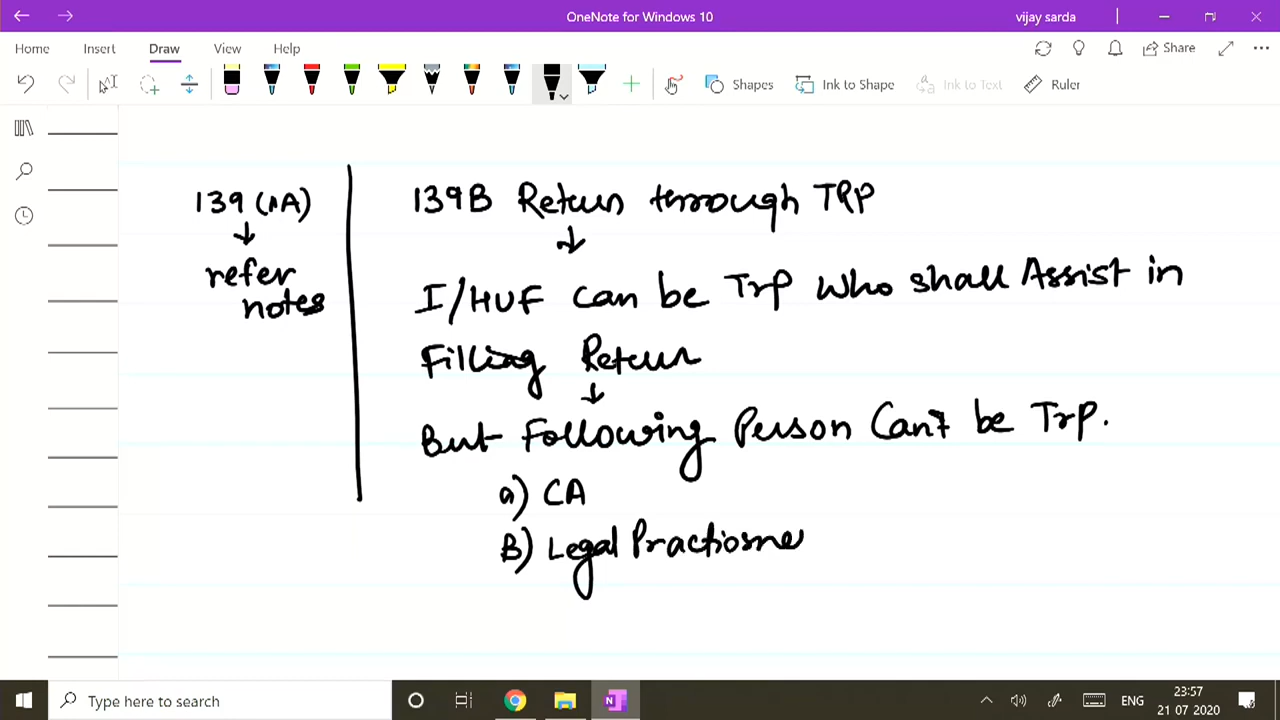 OneNote for Windows 10
vijay sarda
Home Insert Draw View Help
Share
Shapes Ink to Shape Ink to Text Ruler
139 (1A)
refer
notes
139B Return through TRP
I/HUF can be Trp who shall Assist in
Filling Return
But Following Person Can't be Trp.
a) CA
B) Legal Practiosne
Type here to search
ENG
23:57
21 07 2020